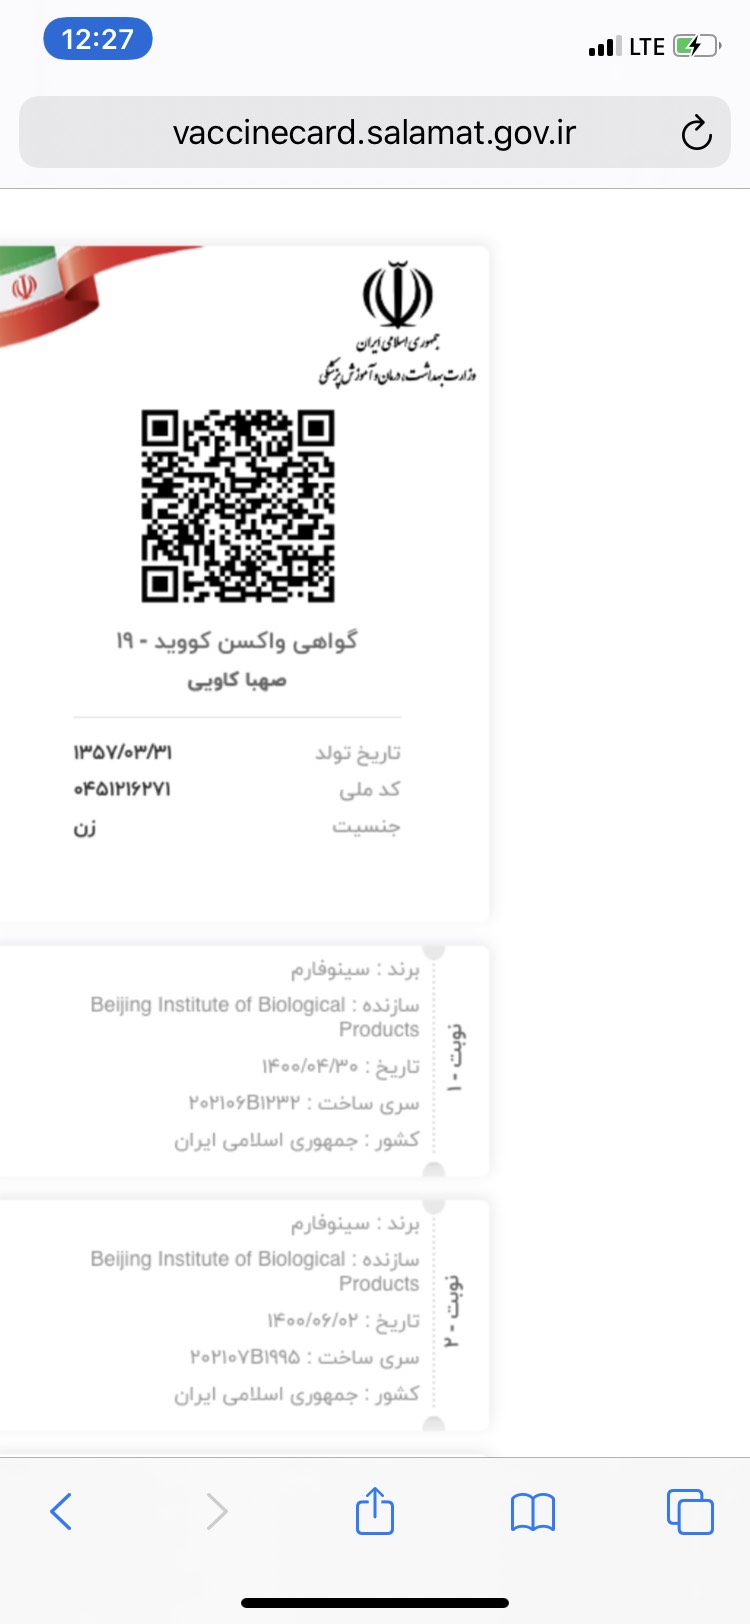 12:27
LTE
vaccinecard.salamat.gov.ir
جمهوری اسلامی ایران
وزارت بهداشت، درمان و آموزش پزشکی
گواهی واکسن کووید - ۱۹
صهبا کاویی
تاریخ تولد ۱۳۵۷/۰۳/۳۱
کد ملی ۰۴۵۱۲۱۶۲۷۱
جنسیت زن
نوبت - ۱
برند : سینوفارم
سازنده : Beijing Institute of Biological
Products
تاریخ : ۱۴۰۰/۰۴/۳۰
سری ساخت : ۲۰۲۱۰۶B۱۲۳۲
کشور : جمهوری اسلامی ایران
نوبت - ۲
برند : سینوفارم
سازنده : Beijing Institute of Biological
Products
تاریخ : ۱۴۰۰/۰۶/۰۲
سری ساخت : ۲۰۲۱۰۷B۱۹۹۵
کشور : جمهوری اسلامی ایران